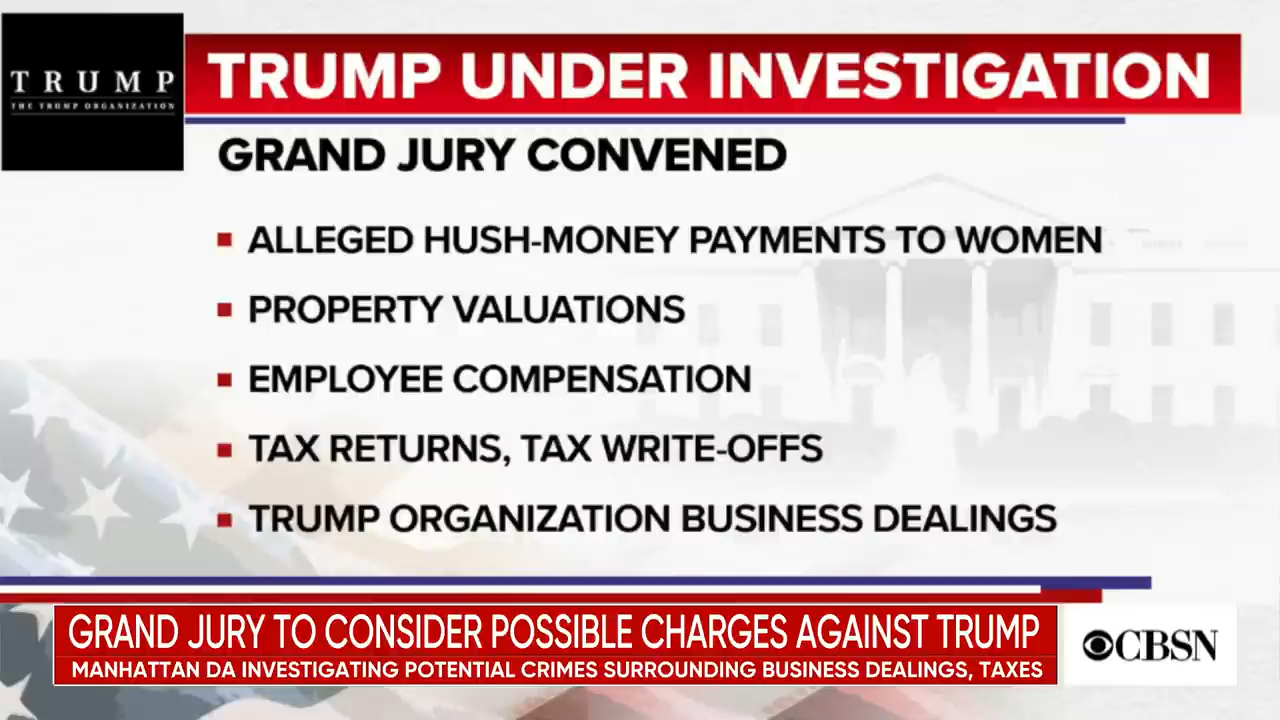 TRUMP
THE TRUMP ORGANIZATION
TRUMP UNDER INVESTIGATION
GRAND JURY CONVENED
ALLEGED HUSH-MONEY PAYMENTS TO WOMEN
PROPERTY VALUATIONS
EMPLOYEE COMPENSATION
TAX RETURNS, TAX WRITE-OFFS
TRUMP ORGANIZATION BUSINESS DEALINGS
GRAND JURY TO CONSIDER POSSIBLE CHARGES AGAINST TRUMP
MANHATTAN DA INVESTIGATING POTENTIAL CRIMES SURROUNDING BUSINESS DEALINGS, TAXES
CBSN